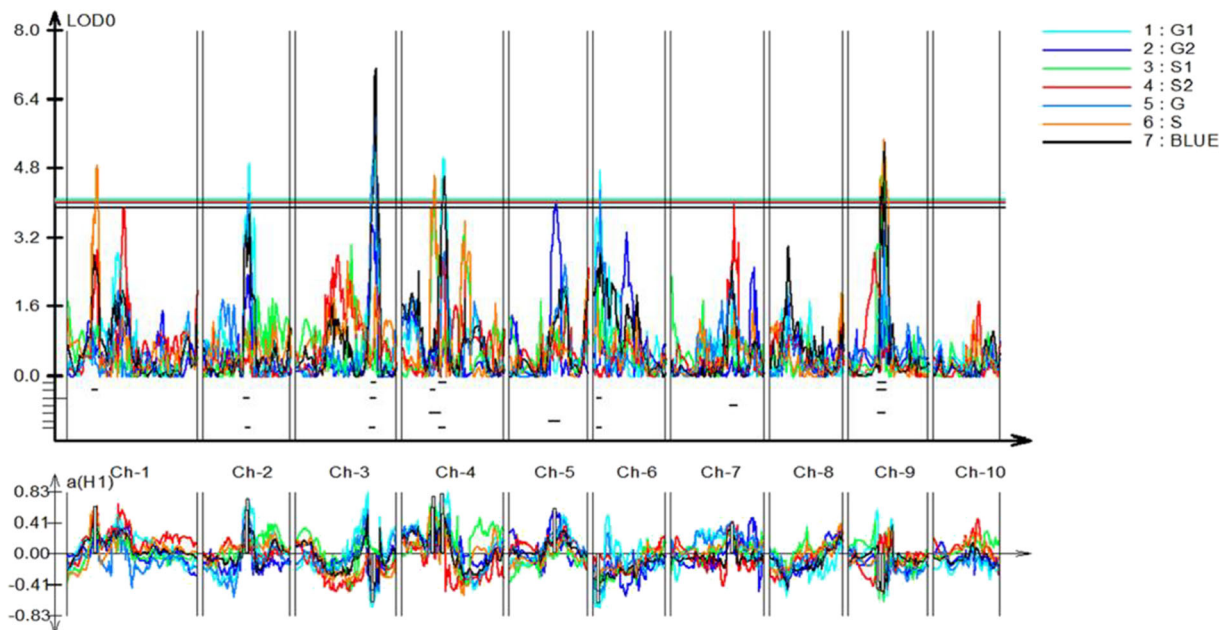 LOD0
8.0
6.4
4.8
3.2
1.6
0.0
1 : G1
2 : G2
3 : S1
4 : S2
5 : G
6 : S
7 : BLUE
Ch-1 Ch-2 Ch-3 Ch-4 Ch-5 Ch-6 Ch-7 Ch-8 Ch-9 Ch-10
a(H1)
0.83
0.41
0.00
-0.41
-0.83